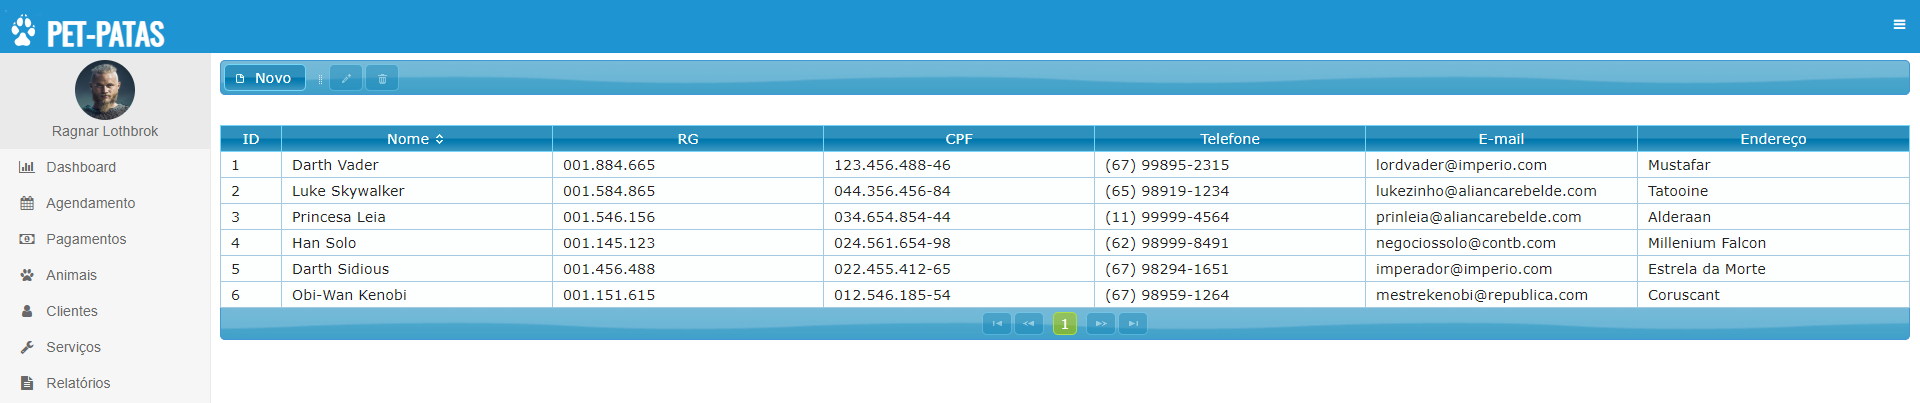 PET-PATAS
Ragnar Lothbrok
Dashboard
Agendamento
Pagamentos
Animais
Clientes
Serviços
Relatórios
Novo
ID Nome RG CPF Telefone E-mail Endereço
1 Darth Vader 001.884.665 123.456.488-46 (67) 99895-2315 lordvader@imperio.com Mustafar
2 Luke Skywalker 001.584.865 044.356.456-84 (65) 98919-1234 lukezinho@aliancarebelde.com Tatooine
3 Princesa Leia 001.546.156 034.654.854-44 (11) 99999-4564 prinleia@aliancarebelde.com Alderaan
4 Han Solo 001.145.123 024.561.654-98 (62) 98999-8491 negociossolo@contb.com Millenium Falcon
5 Darth Sidious 001.456.488 022.455.412-65 (67) 98294-1651 imperador@imperio.com Estrela da Morte
6 Obi-Wan Kenobi 001.151.615 012.546.185-54 (67) 98959-1264 mestrekenobi@republica.com Coruscant
1